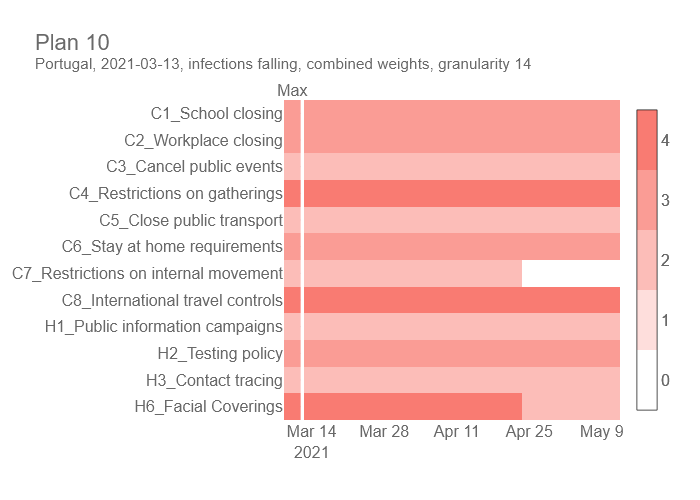 Plan 10
Portugal, 2021-03-13, infections falling, combined weights, granularity 14
Max
C1_School closing
C2_Workplace closing
C3_Cancel public events
C4_Restrictions on gatherings
C5_Close public transport
C6_Stay at home requirements
C7_Restrictions on internal movement
C8_International travel controls
H1_Public information campaigns
H2_Testing policy
H3_Contact tracing
H6_Facial Coverings
4
3
2
1
0
Mar 14 Mar 28 Apr 11 Apr 25 May 9
2021